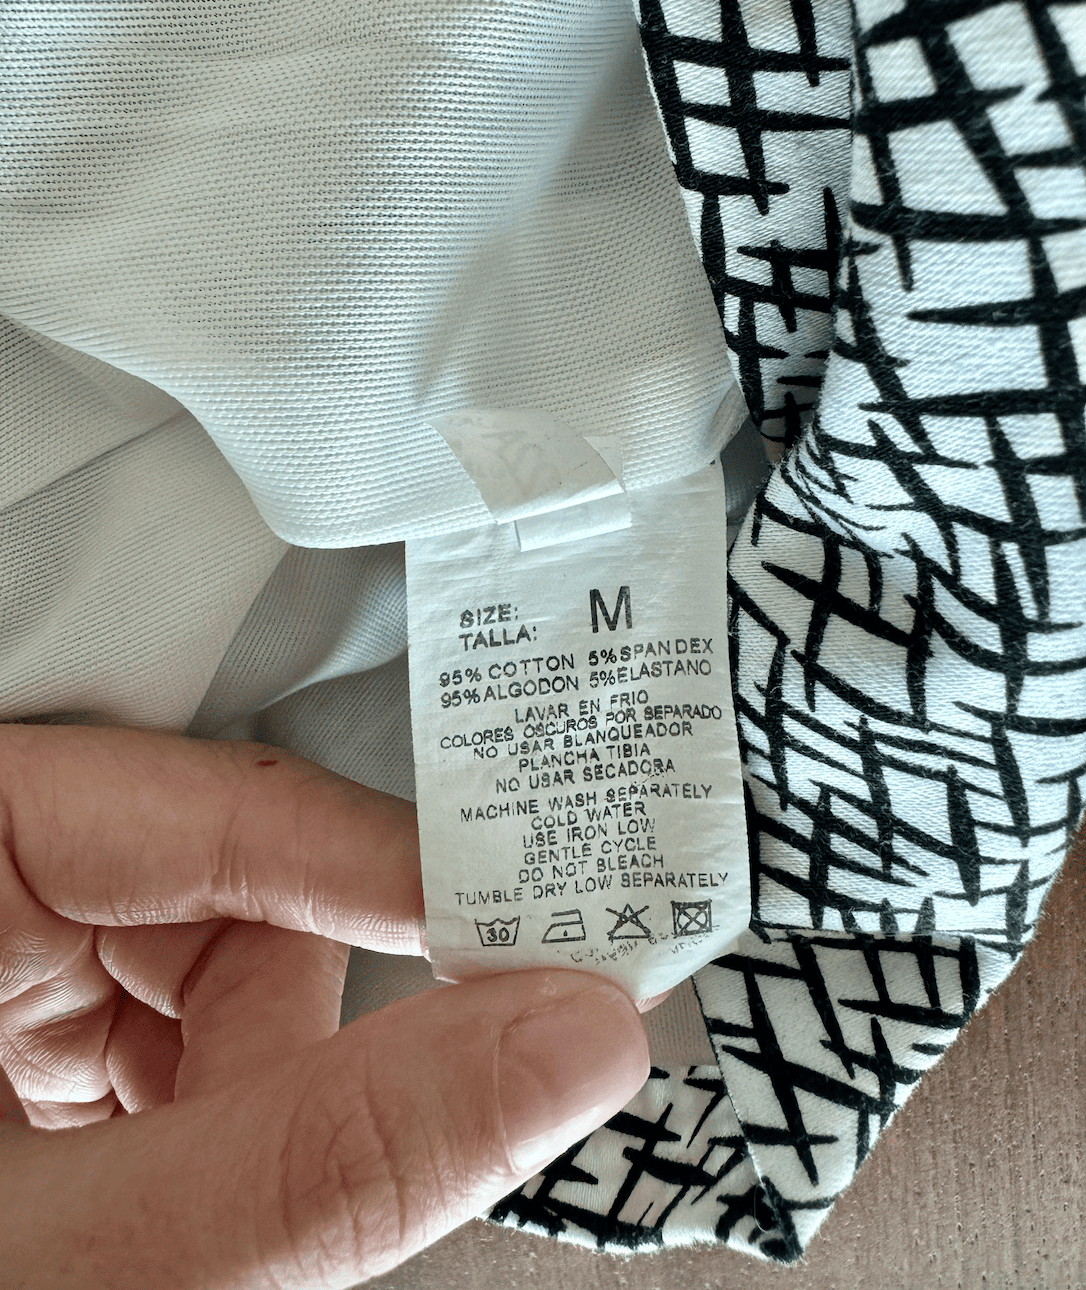 SIZE: M
TALLA:
95% COTTON 5%SPANDEX
95%ALGODON 5%ELASTANO
LAVAR EN FRIO
COLORES OSCUROS POR SEPARADO
NO USAR BLANQUEADOR
PLANCHA TIBIA
NO USAR SECADORA
MACHINE WASH SEPARATELY
COLD WATER
USE IRON LOW
GENTLE CYCLE
DO NOT BLEACH
TUMBLE DRY LOW SEPARATELY
30